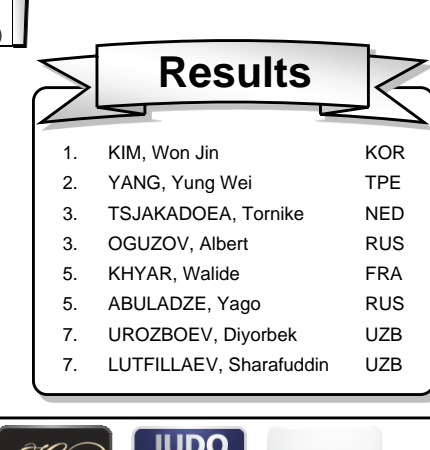 Results
1. KIM, Won Jin KOR
2. YANG, Yung Wei TPE
3. TSJAKADOEA, Tornike NED
3. OGUZOV, Albert RUS
5. KHYAR, Walide FRA
5. ABULADZE, Yago RUS
7. UROZBOEV, Diyorbek UZB
7. LUTFILLAEV, Sharafuddin UZB
JUDO